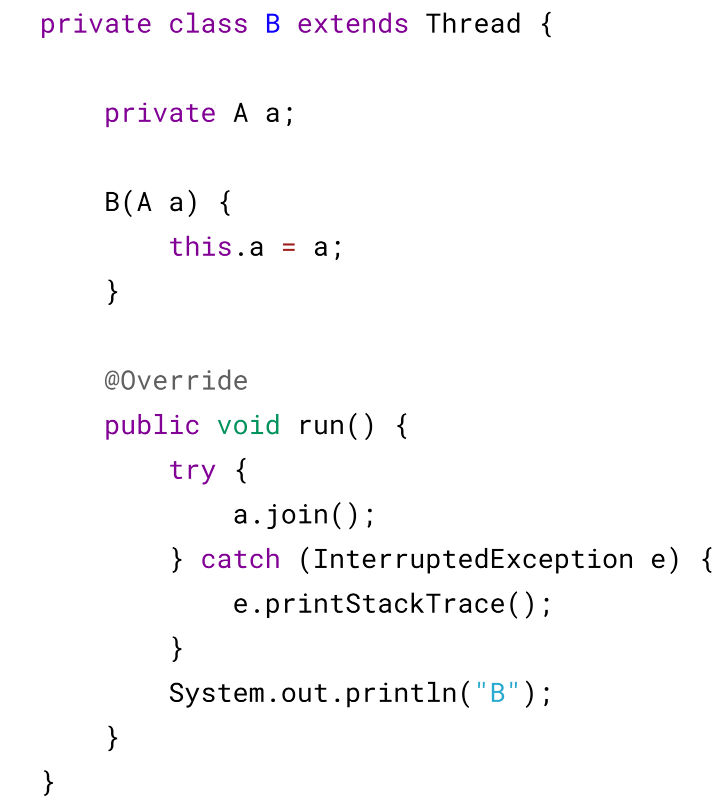 private class B extends Thread {
private A a;
B(A a) {
this.a = a;
}
@Override
public void run() {
try {
a.join();
} catch (InterruptedException e) {
e.printStackTrace();
}
System.out.println("B");
}
}